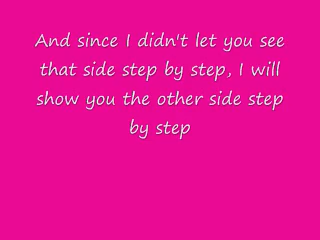 And since I didn't let you see
that side step by step, I will
show you the other side step
by step